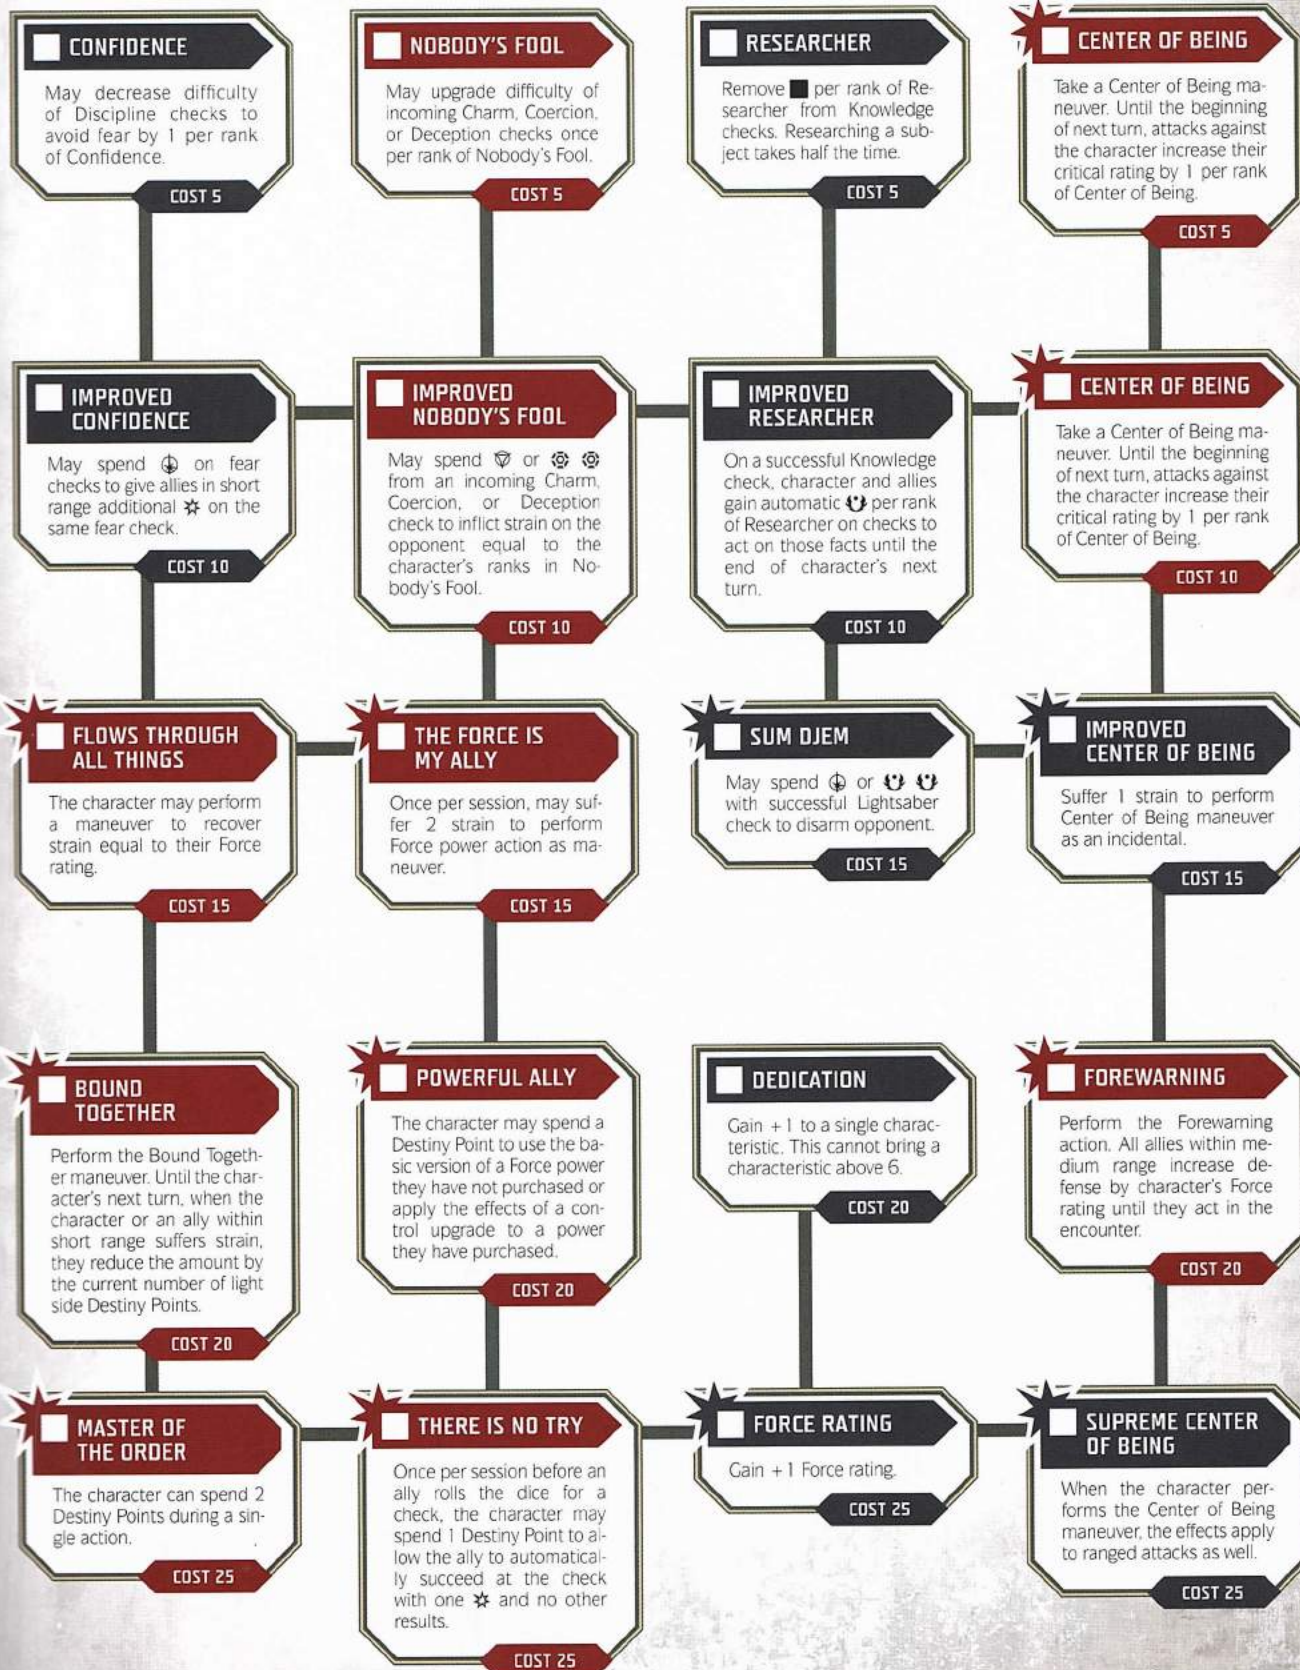 CONFIDENCE
May decrease difficulty
of Discipline checks to
avoid fear by 1 per rank
of Confidence.
COST 5
NOBODY'S FOOL
May upgrade difficulty of
incoming Charm, Coercion,
or Deception checks once
per rank of Nobody's Fool.
COST 5
RESEARCHER
Remove ■ per rank of Re-
searcher from Knowledge
checks. Researching a sub-
ject takes half the time.
COST 5
CENTER OF BEING
Take a Center of Being ma-
neuver. Until the beginning
of next turn, attacks against
the character increase their
critical rating by 1 per rank
of Center of Being.
COST 5
IMPROVED
CONFIDENCE
May spend on fear
checks to give allies in short
range additional on the
same fear check.
COST 10
IMPROVED
NOBODY'S FOOL
May spend or
from an incoming Charm,
Coercion, or Deception
check to inflict strain on the
opponent equal to the
character's ranks in No-
body's Fool.
COST 10
IMPROVED
RESEARCHER
On a successful Knowledge
check, character and allies
gain automatic per rank
of Researcher on checks to
act on those facts until the
end of character's next
turn.
COST 10
CENTER OF BEING
Take a Center of Being ma-
neuver. Until the beginning
of next turn, attacks against
the character increase their
critical rating by 1 per rank
of Center of Being.
COST 10
FLOWS THROUGH
ALL THINGS
The character may perform
a maneuver to recover
strain equal to their Force
rating.
COST 15
THE FORCE IS
MY ALLY
Once per session, may suf-
fer 2 strain to perform
Force power action as ma-
neuver.
COST 15
SUM DJEM
May spend or
with successful Lightsaber
check to disarm opponent.
COST 15
IMPROVED
CENTER OF BEING
Suffer 1 strain to perform
Center of Being maneuver
as an incidental.
COST 15
BOUND
TOGETHER
Perform the Bound Togeth-
er maneuver. Until the char-
acter's next turn, when the
character or an ally within
short range suffers strain,
they reduce the amount by
the current number of light
side Destiny Points.
COST 20
POWERFUL ALLY
The character may spend a
Destiny Point to use the ba-
sic version of a Force power
they have not purchased or
apply the effects of a con-
trol upgrade to a power
they have purchased.
COST 20
DEDICATION
Gain +1 to a single charac-
teristic. This cannot bring a
characteristic above 6.
COST 20
FOREWARNING
Perform the Forewarning
action. All allies within me-
dium range increase de-
fense by character's Force
rating until they act in the
encounter.
COST 20
MASTER OF
THE ORDER
The character can spend 2
Destiny Points during a sin-
gle action.
COST 25
THERE IS NO TRY
Once per session before an
ally rolls the dice for a
check, the character may
spend 1 Destiny Point to al-
low the ally to automatical-
ly succeed at the check
with one and no other
results.
COST 25
FORCE RATING
Gain +1 Force rating.
COST 25
SUPREME CENTER
OF BEING
When the character per-
forms the Center of Being
maneuver, the effects apply
to ranged attacks as well.
COST 25